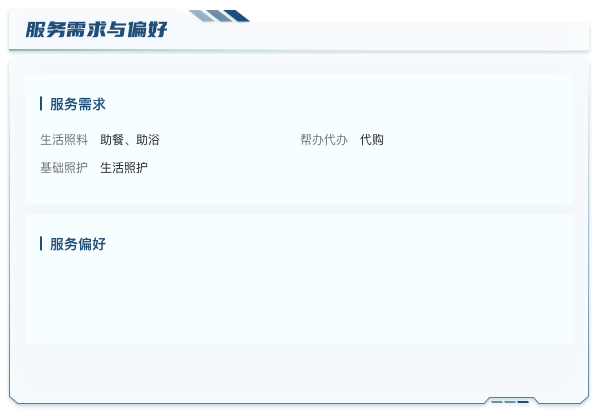 服务需求与偏好
服务需求
生活照料 助餐、助浴 帮办代办 代购
基础照护 生活照护
服务偏好